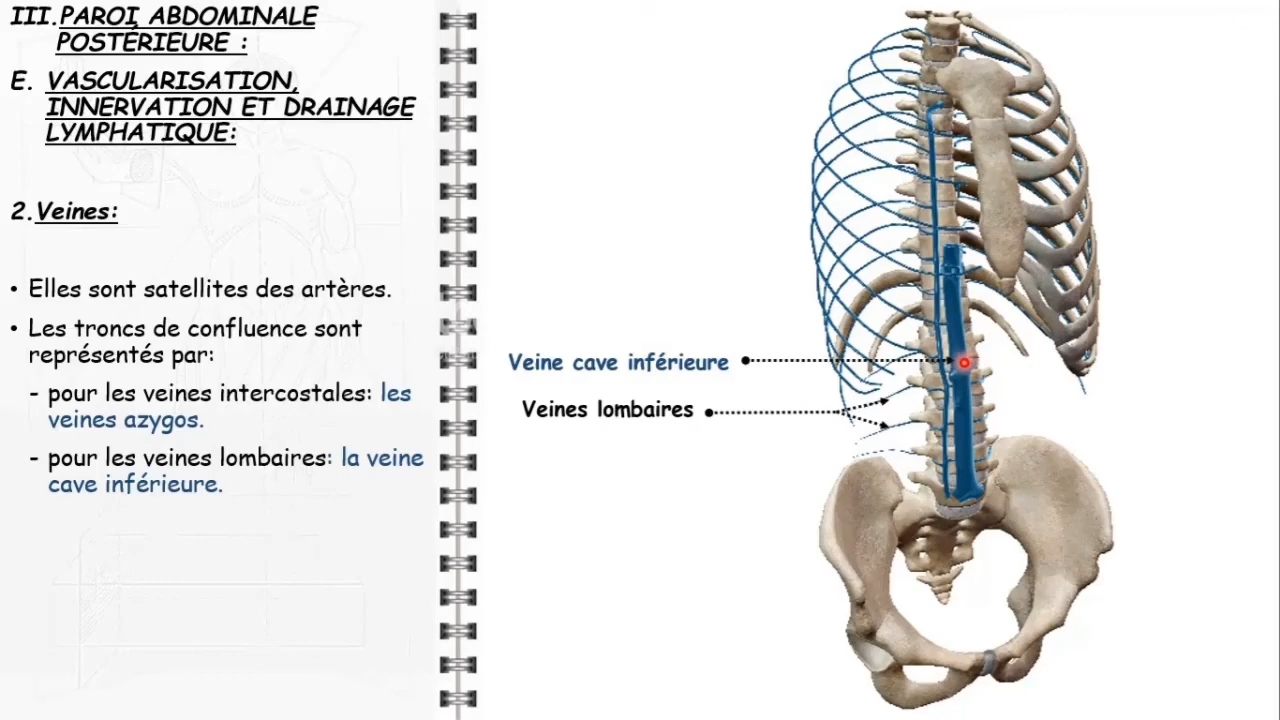 III.PAROI ABDOMINALE
POSTÉRIEURE :
E. VASCULARISATION,
INNERVATION ET DRAINAGE
LYMPHATIQUE:
2.Veines:
• Elles sont satellites des artères.
• Les troncs de confluence sont
représentés par:
- pour les veines intercostales: les
veines azygos.
- pour les veines lombaires: la veine
cave inférieure.
Veine cave inférieure
Veines lombaires